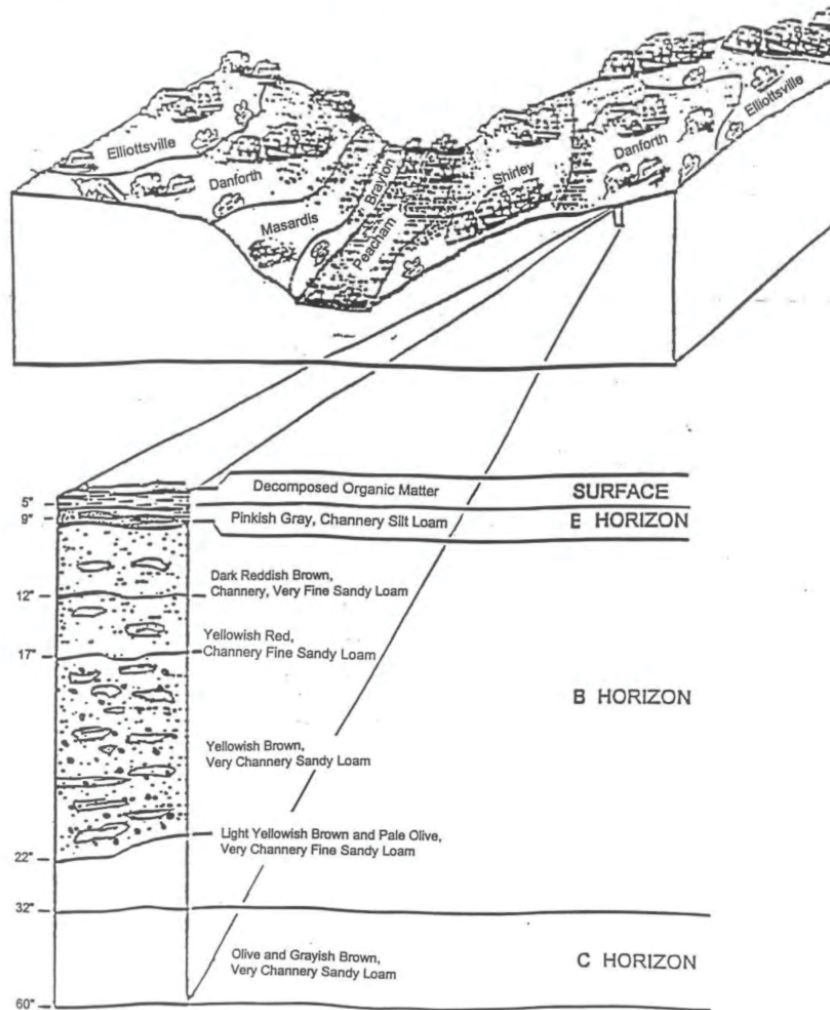 Elliottsville
Danforth
Masardis
Braylon
Peacham
Shirley
Danforth
Elliottsville
Decomposed Organic Matter
SURFACE
5"
9"
Pinkish Gray, Channery Silt Loam
E HORIZON
Dark Reddish Brown,
Channery, Very Fine Sandy Loam
12"
Yellowish Red,
Channery Fine Sandy Loam
17"
B HORIZON
Yellowish Brown,
Very Channery Sandy Loam
Light Yellowish Brown and Pale Olive,
Very Channery Fine Sandy Loam
22"
32"
Olive and Grayish Brown,
Very Channery Sandy Loam
C HORIZON
60"